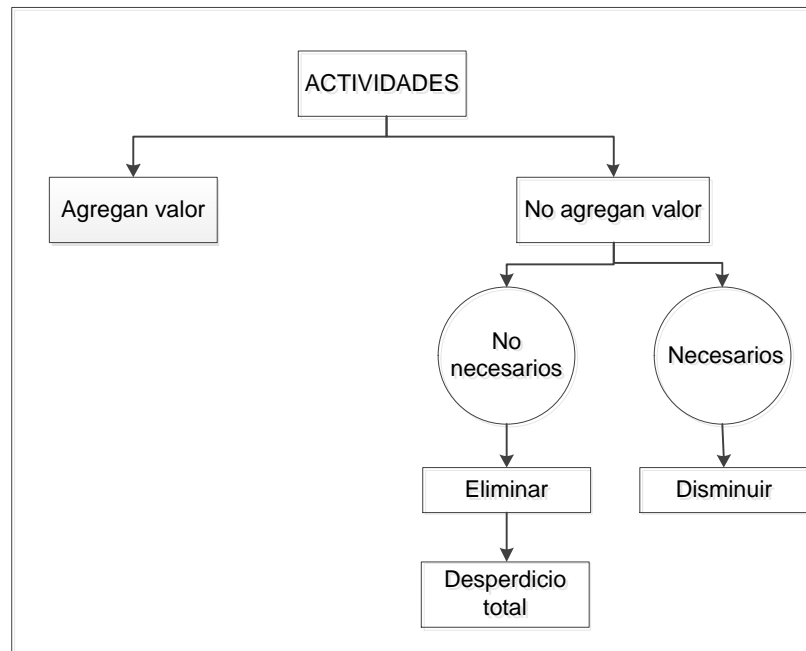 ACTIVIDADES
Agregan valor
No agregan valor
No
necesarios
Necesarios
Eliminar
Disminuir
Desperdicio
total